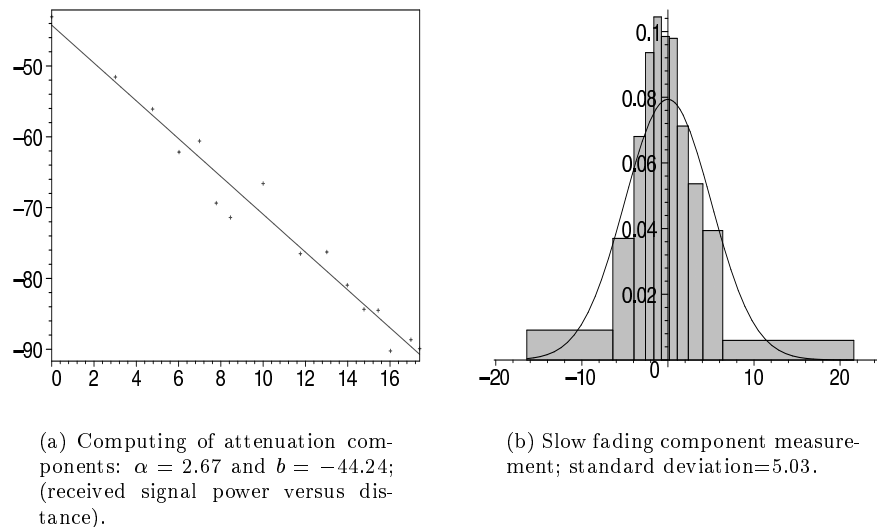 −50
−60
−70
−80
−90
0 2 4 6 8 10 12 14 16
0.1
0.08
0.06
0.04
0.02
−20 −10 0 10 20
(a) Computing of attenuation com-
ponents: α = 2.67 and b = −44.24;
(received signal power versus dis-
tance).
(b) Slow fading component measure-
ment; standard deviation=5.03.